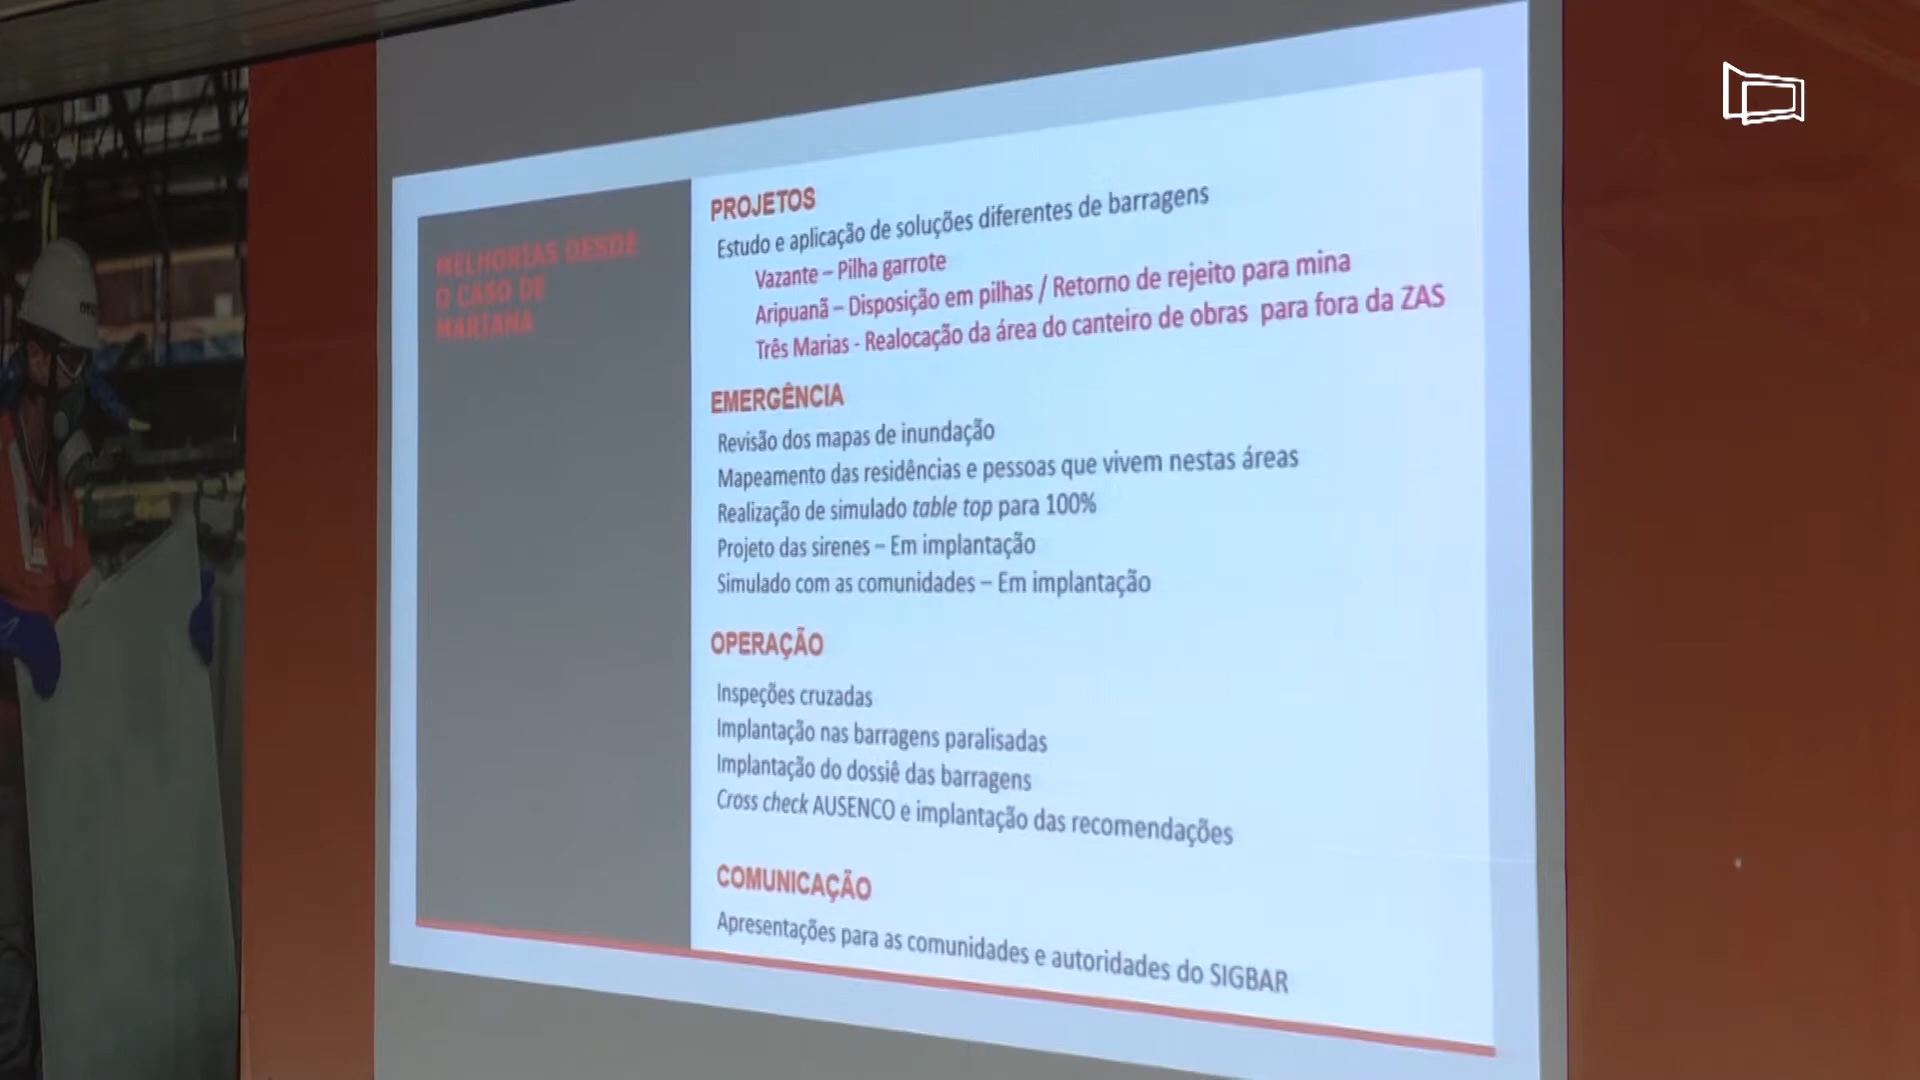 MELHORIAS DESDE
O CASO DE
MARIANA
PROJETOS
Estudo e aplicação de soluções diferentes de barragens
Vazante – Pilha garrote
Aripuanã – Disposição em pilhas / Retorno de rejeito para mina
Três Marias - Realocação da área do canteiro de obras para fora da ZAS
EMERGÊNCIA
Revisão dos mapas de inundação
Mapeamento das residências e pessoas que vivem nestas áreas
Realização de simulado table top para 100%
Projeto das sirenes – Em implantação
Simulado com as comunidades – Em implantação
OPERAÇÃO
Inspeções cruzadas
Implantação nas barragens paralisadas
Implantação do dossiê das barragens
Cross check AUSENCO e implantação das recomendações
COMUNICAÇÃO
Apresentações para as comunidades e autoridades do SIGBAR